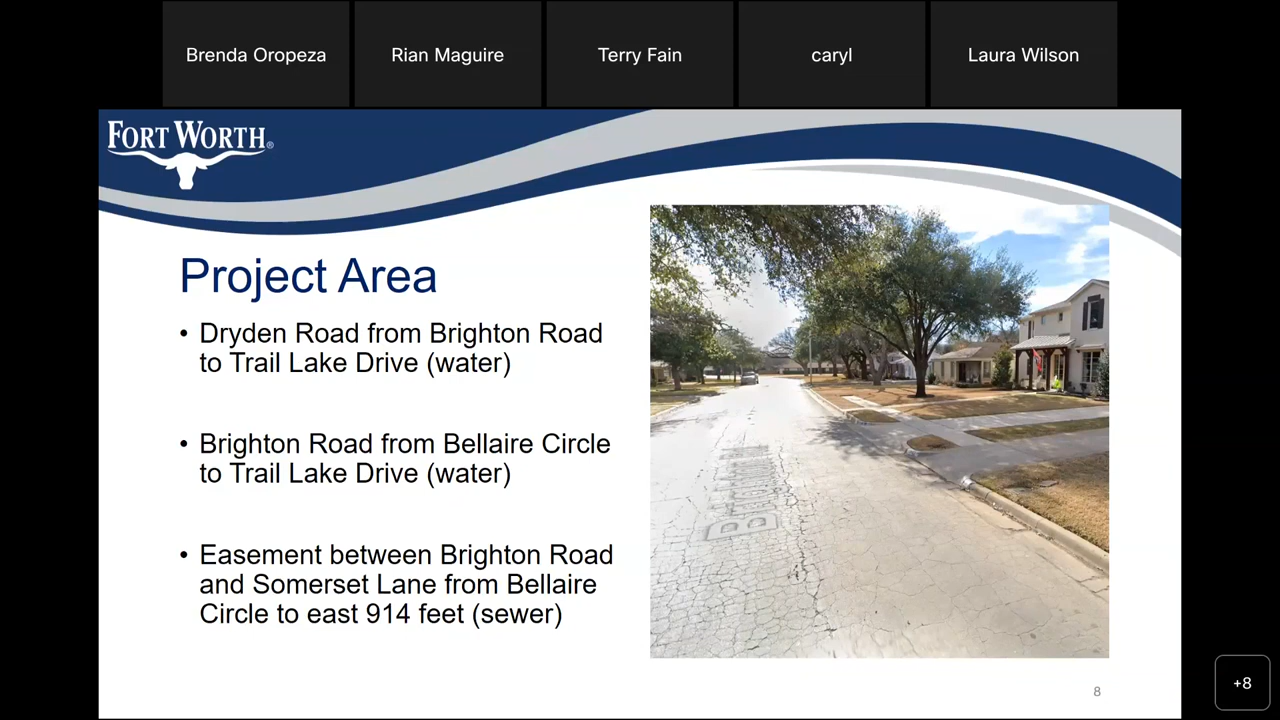 Brenda Oropeza
Rian Maguire
Terry Fain
caryl
Laura Wilson
FORT WORTH®
Project Area
• Dryden Road from Brighton Road
to Trail Lake Drive (water)
• Brighton Road from Bellaire Circle
to Trail Lake Drive (water)
• Easement between Brighton Road
and Somerset Lane from Bellaire
Circle to east 914 feet (sewer)
8
+8